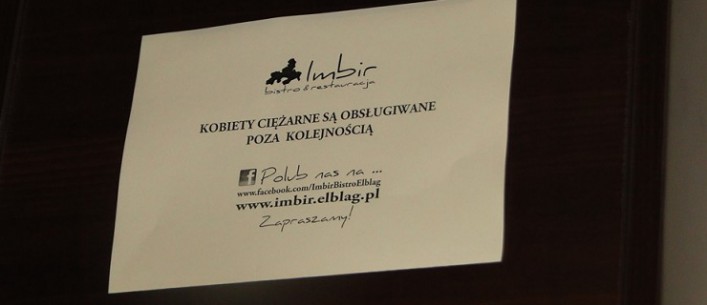 Imbir
bistro & restauracja
KOBIETY CIĘŻARNE SĄ OBSŁUGIWANE
POZA KOLEJNOŚCIĄ
f Polub nas na ...
www.facebook.com/ImbirBistroElblag
www.imbir.elblag.pl
Zapraszamy!